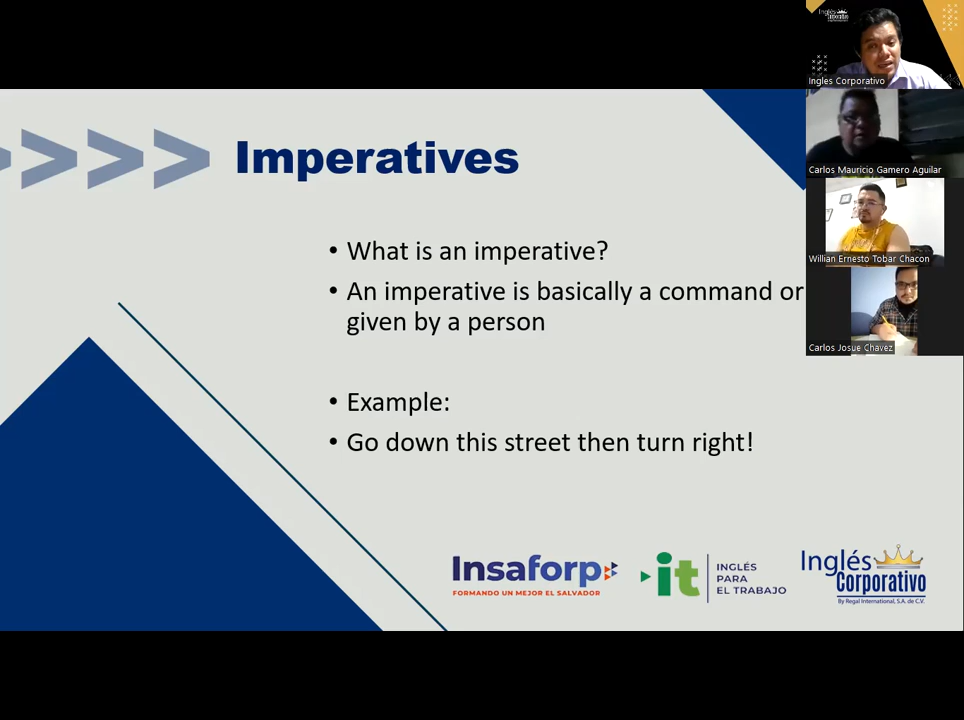 Imperatives
• What is an imperative?
• An imperative is basically a command or
given by a person
• Example:
• Go down this street then turn right!
Insaforp
FORMANDO UN MEJOR EL SALVADOR
it
INGLÉS
PARA
EL TRABAJO
Inglés
Corporativo
By Regal International, S.A. de C.V.
Inglés
Ingles Corporativo
Carlos Mauricio Gamero Aguilar
Willian Ernesto Tobar Chacon
Carlos Josue Chavez